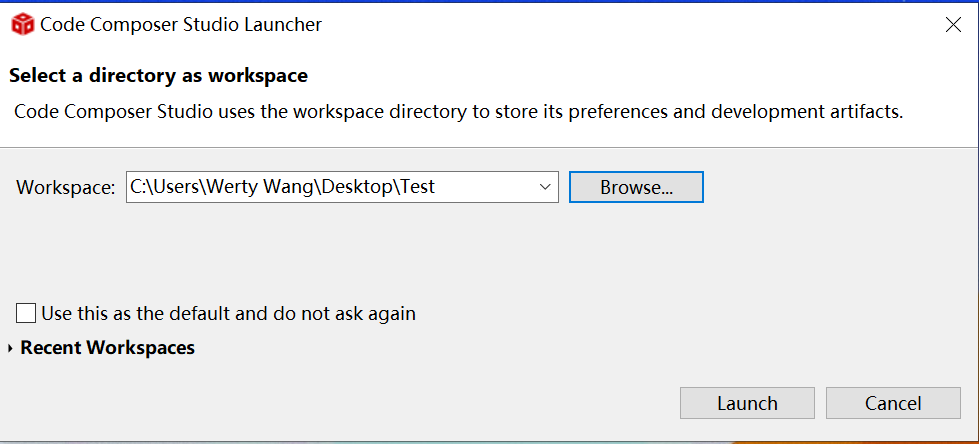 Code Composer Studio Launcher
Select a directory as workspace
Code Composer Studio uses the workspace directory to store its preferences and development artifacts.
Workspace: C:\Users\Werty Wang\Desktop\Test Browse...
Use this as the default and do not ask again
Recent Workspaces
Launch Cancel